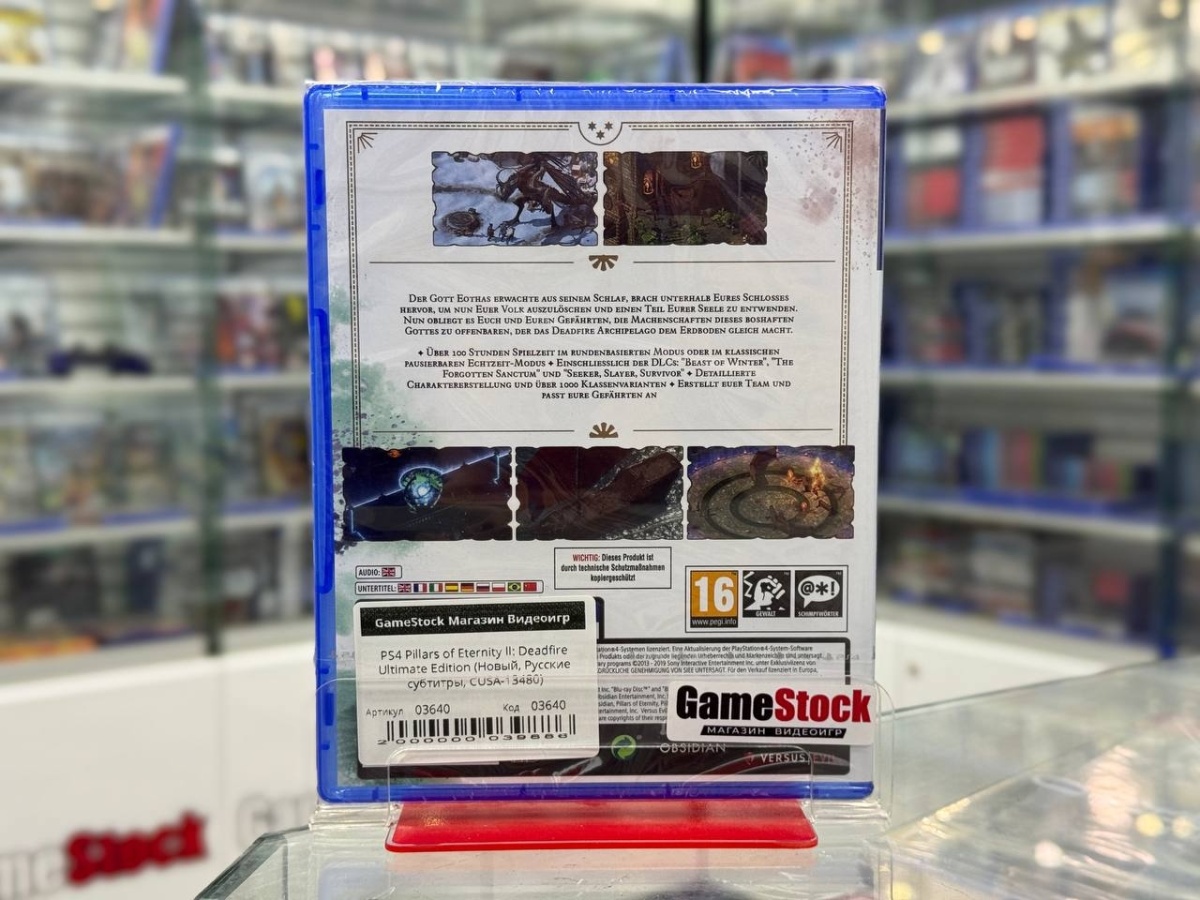 DER GOTT EOTHAS ERWACHTE AUS SEINEM SCHLAF, BRACH UNTERHALB EURES SCHLOSSES
HERVOR, UM NUN EUER VOLK AUSZULÖSCHEN UND EINEN TEIL EURER SEELE ZU ENTWENDEN.
NUN OBLIEGT ES EUCH UND EUREN GEFÄHRTEN, DIE MACHENSCHAFTEN DIESES BOSHAFTEN
GOTTES ZU OFFENBAREN, DER DAS DEADFIRE ARCHIPELAGO DEM ERDBODEN GLEICH MACHT.
✦ ÜBER 100 STUNDEN SPIELZEIT IM RUNDENBASIERTEN MODUS ODER IM KLASSISCHEN
PAUSIERBAREN ECHTZEIT-MODUS ✦ EINSCHLIESSLICH DER DLCS: "BEAST OF WINTER", "THE
FORGOTTEN SANCTUM" UND "SEEKER, SLAYER, SURVIVOR" ✦ DETAILLIERTE
CHARAKTERERSTELLUNG UND ÜBER 1000 KLASSENVARIANTEN ✦ ERSTELLT EUER TEAM UND
PASST EURE GEFÄHRTEN AN
WICHTIG: Dieses Produkt ist
durch technische Schutzmaßnahmen
kopiergeschützt
AUDIO:
UNTERTITEL:
16
www.pegi.info
GEWALT
@*!
SCHIMPFWÖRTER
GameStock Магазин Видеоигр
PS4 Pillars of Eternity II: Deadfire
Ultimate Edition (Новый, Русские
субтитры, CUSA-13480)
Артикул 03640 Код 03640
2 000000 039886
GameStock
МАГАЗИН ВИДЕОИГР
OBSIDIAN
VERSUS EVIL
Stock